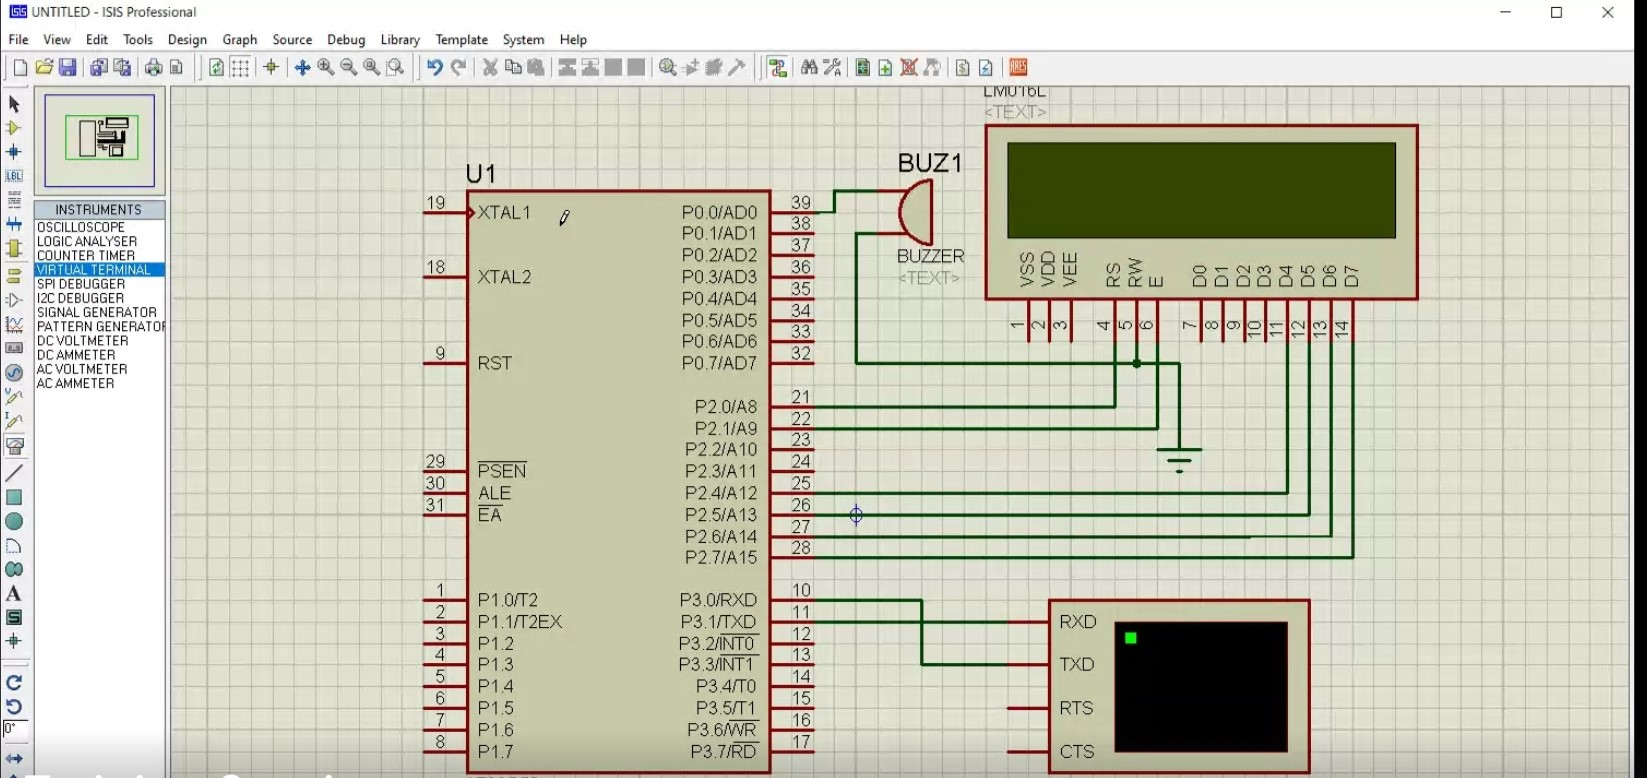 UNTITLED - ISIS Professional
File View Edit Tools Design Graph Source Debug Library Template System Help
INSTRUMENTS
OSCILLOSCOPE
LOGIC ANALYSER
COUNTER TIMER
VIRTUAL TERMINAL
SPI DEBUGGER
I2C DEBUGGER
SIGNAL GENERATOR
PATTERN GENERATOR
DC VOLTMETER
DC AMMETER
AC VOLTMETER
AC AMMETER
LBL
A
0°
ARES
U1
19 XTAL1
18 XTAL2
9 RST
29 PSEN
30 ALE
31 EA
1 P1.0/T2
2 P1.1/T2EX
3 P1.2
4 P1.3
5 P1.4
6 P1.5
7 P1.6
8 P1.7
P0.0/AD0 39
P0.1/AD1 38
P0.2/AD2 37
P0.3/AD3 36
P0.4/AD4 35
P0.5/AD5 34
P0.6/AD6 33
P0.7/AD7 32
P2.0/A8 21
P2.1/A9 22
P2.2/A10 23
P2.3/A11 24
P2.4/A12 25
P2.5/A13 26
P2.6/A14 27
P2.7/A15 28
P3.0/RXD 10
P3.1/TXD 11
P3.2/INT0 12
P3.3/INT1 13
P3.4/T0 14
P3.5/T1 15
P3.6/WR 16
P3.7/RD 17
BUZ1
BUZZER
<TEXT>
LM016L
<TEXT>
VSS VDD VEE RS RW E D0 D1 D2 D3 D4 D5 D6 D7
1 2 3 4 5 6 7 8 9 10 11 12 13 14
RXD
TXD
RTS
CTS